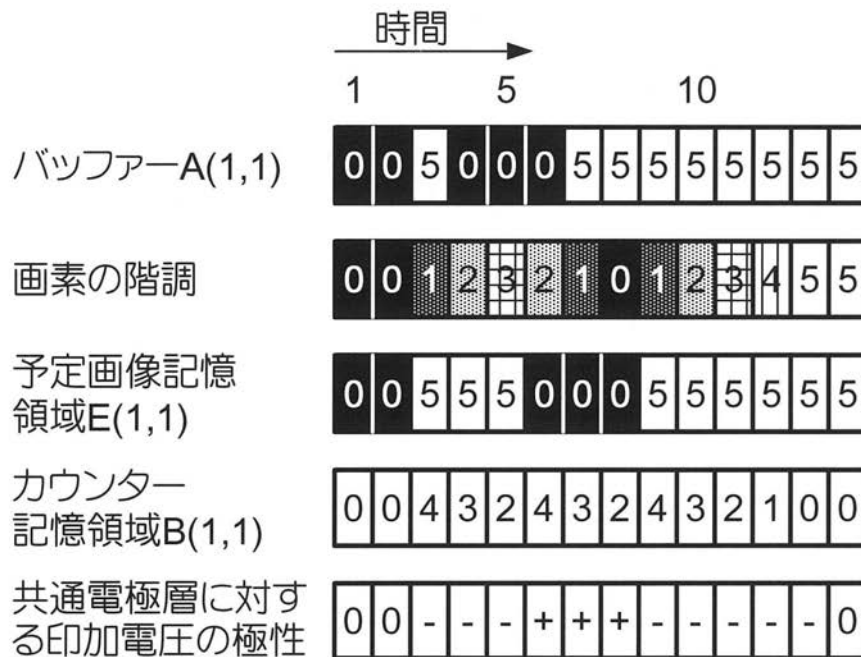 時間
1 5 10
バッファーA(1,1) 0 0 5 0 0 0 5 5 5 5 5 5 5 5
画素の階調 0 0 1 2 3 2 1 0 1 2 3 4 5 5
予定画像記憶
領域E(1,1) 0 0 5 5 5 0 0 0 5 5 5 5 5 5
カウンター
記憶領域B(1,1) 0 0 4 3 2 4 3 2 4 3 2 1 0 0
共通電極層に対す
る印加電圧の極性 0 0 - - - + + + - - - - - 0